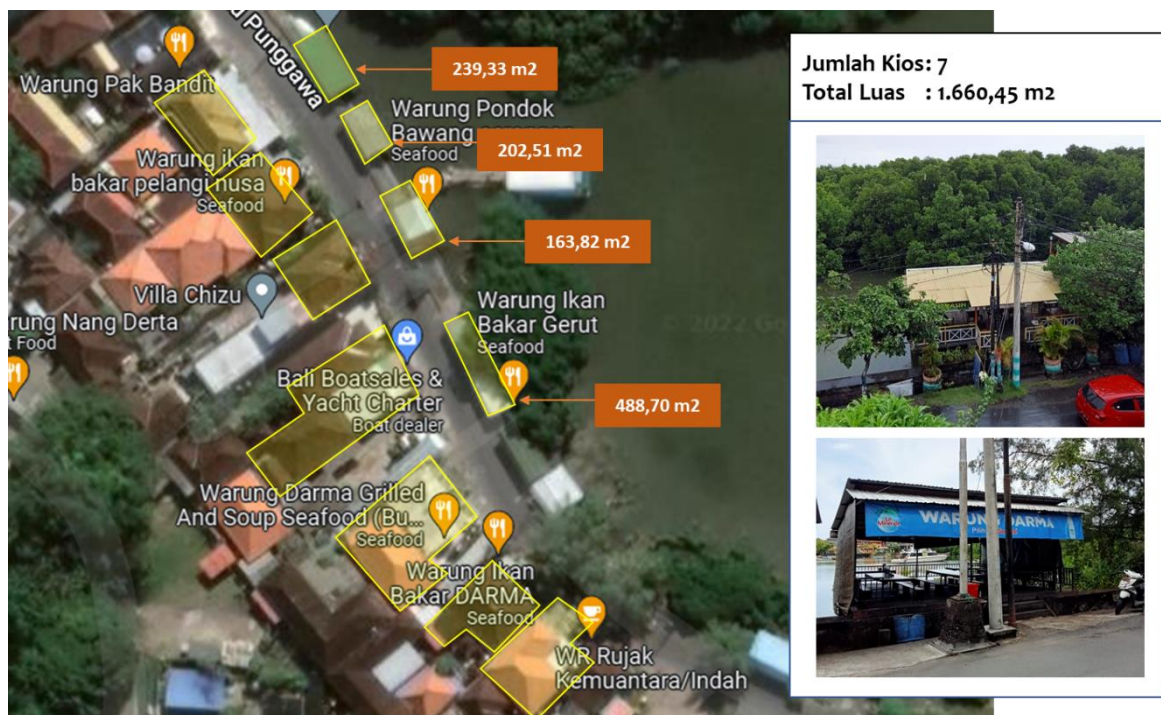 Punggawa
Warung Pak Bandit
239,33 m2
Warung Pondok
Bawang
Seafood
202,51 m2
Warung ikan
bakar pelangi nusa
Seafood
163,82 m2
Villa Chizu
Warung Ikan
Bakar Gerut
Seafood
rung Nang Derta
t Food
Bali Boatsales &
Yacht Charter
Boat dealer
488,70 m2
Warung Darma Grilled
And Soup Seafood (Bu...
Seafood
Warung Ikan
Bakar DARMA
Seafood
WR Rujak
Kemuantara/Indah
© 2022 Go
Jumlah Kios: 7
Total Luas : 1.660,45 m2
WARUNG DARMA